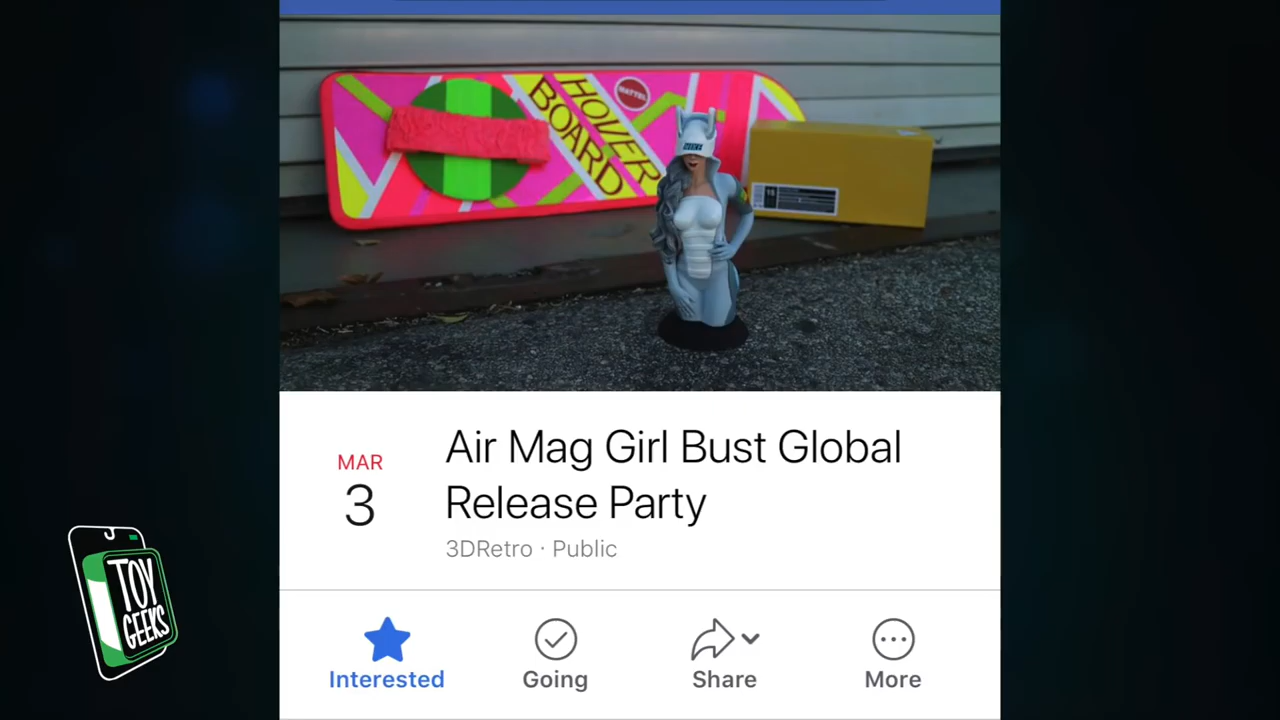 HOVER
BOARD
MATTEL
15
MAR
3
Air Mag Girl Bust Global
Release Party
3DRetro · Public
Interested
Going
Share
More
TOY
GEEKS